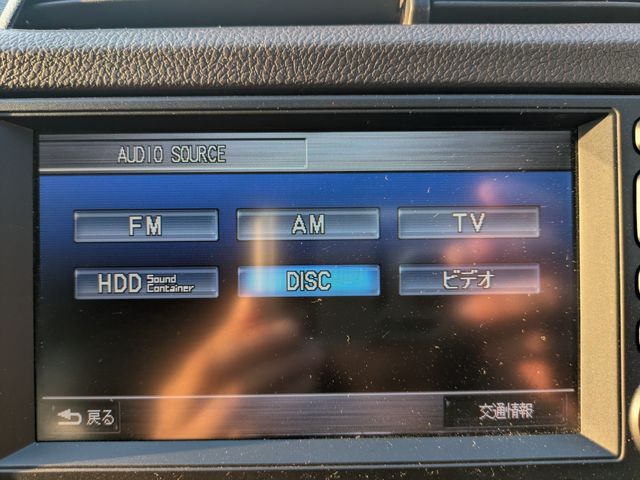 AUDIO SOURCE
FM AM TV
HDD Sound Container DISC ビデオ
戻る 交通情報